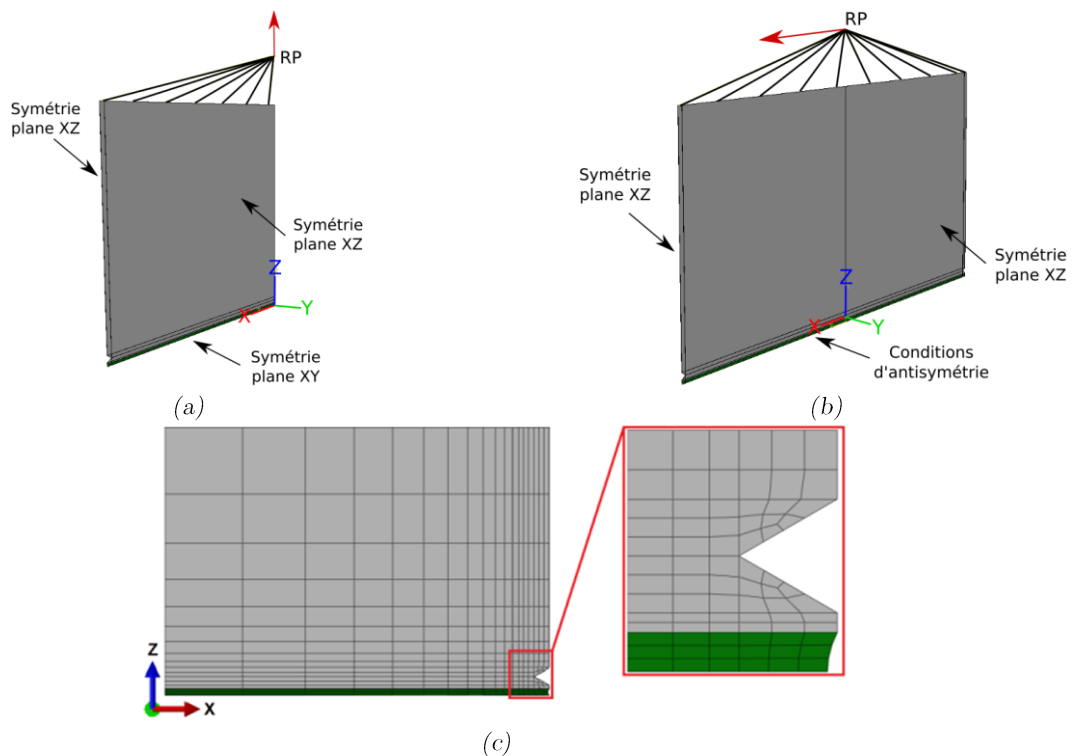 RP
Symétrie
plane XZ
Symétrie
plane XZ
Z
X
Y
Symétrie
plane XY
(a)
RP
Symétrie
plane XZ
Symétrie
plane XZ
Z
X
Y
Conditions
d'antisymétrie
(b)
Z
X
(c)